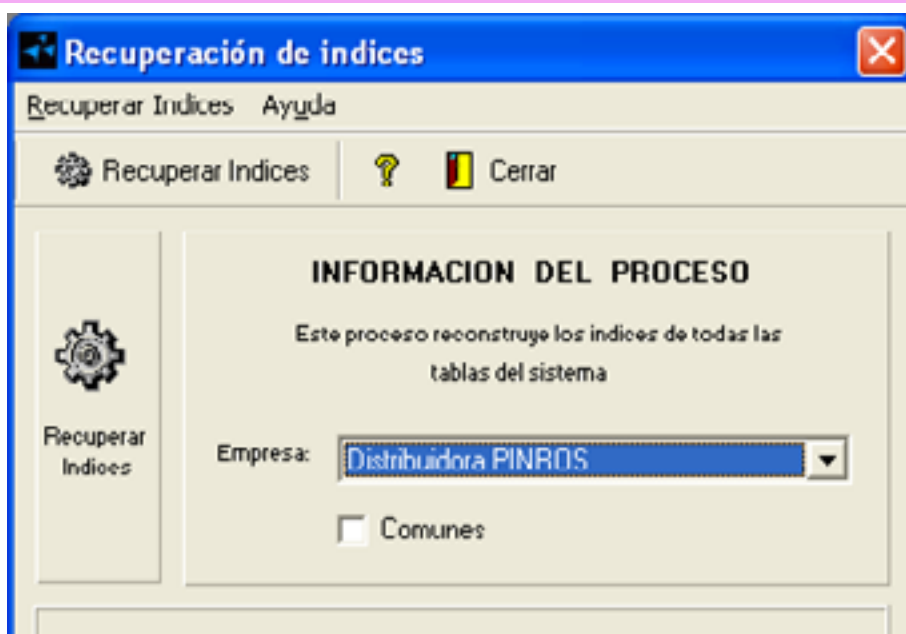 Recuperación de indices
Recuperar Indices Ayuda
Recuperar Indices Cerrar
INFORMACION DEL PROCESO
Este proceso reconstruye los indices de todas las
tablas del sistema
Recuperar
Indices
Empresa: Distribuidora PINROS
Comunes